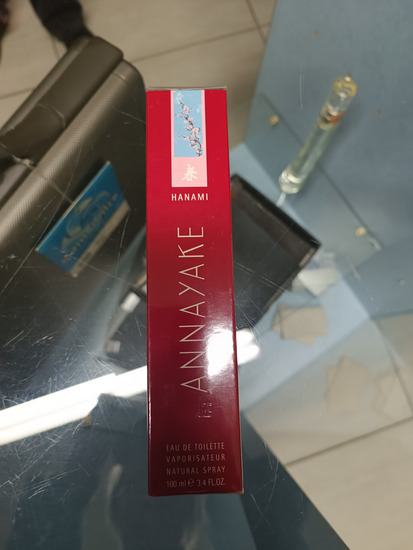 春
HANAMI
ANNAYAKE
EAU DE TOILETTE
VAPORISATEUR
NATURAL SPRAY
100 ml ℮ 3.4 FL.OZ.